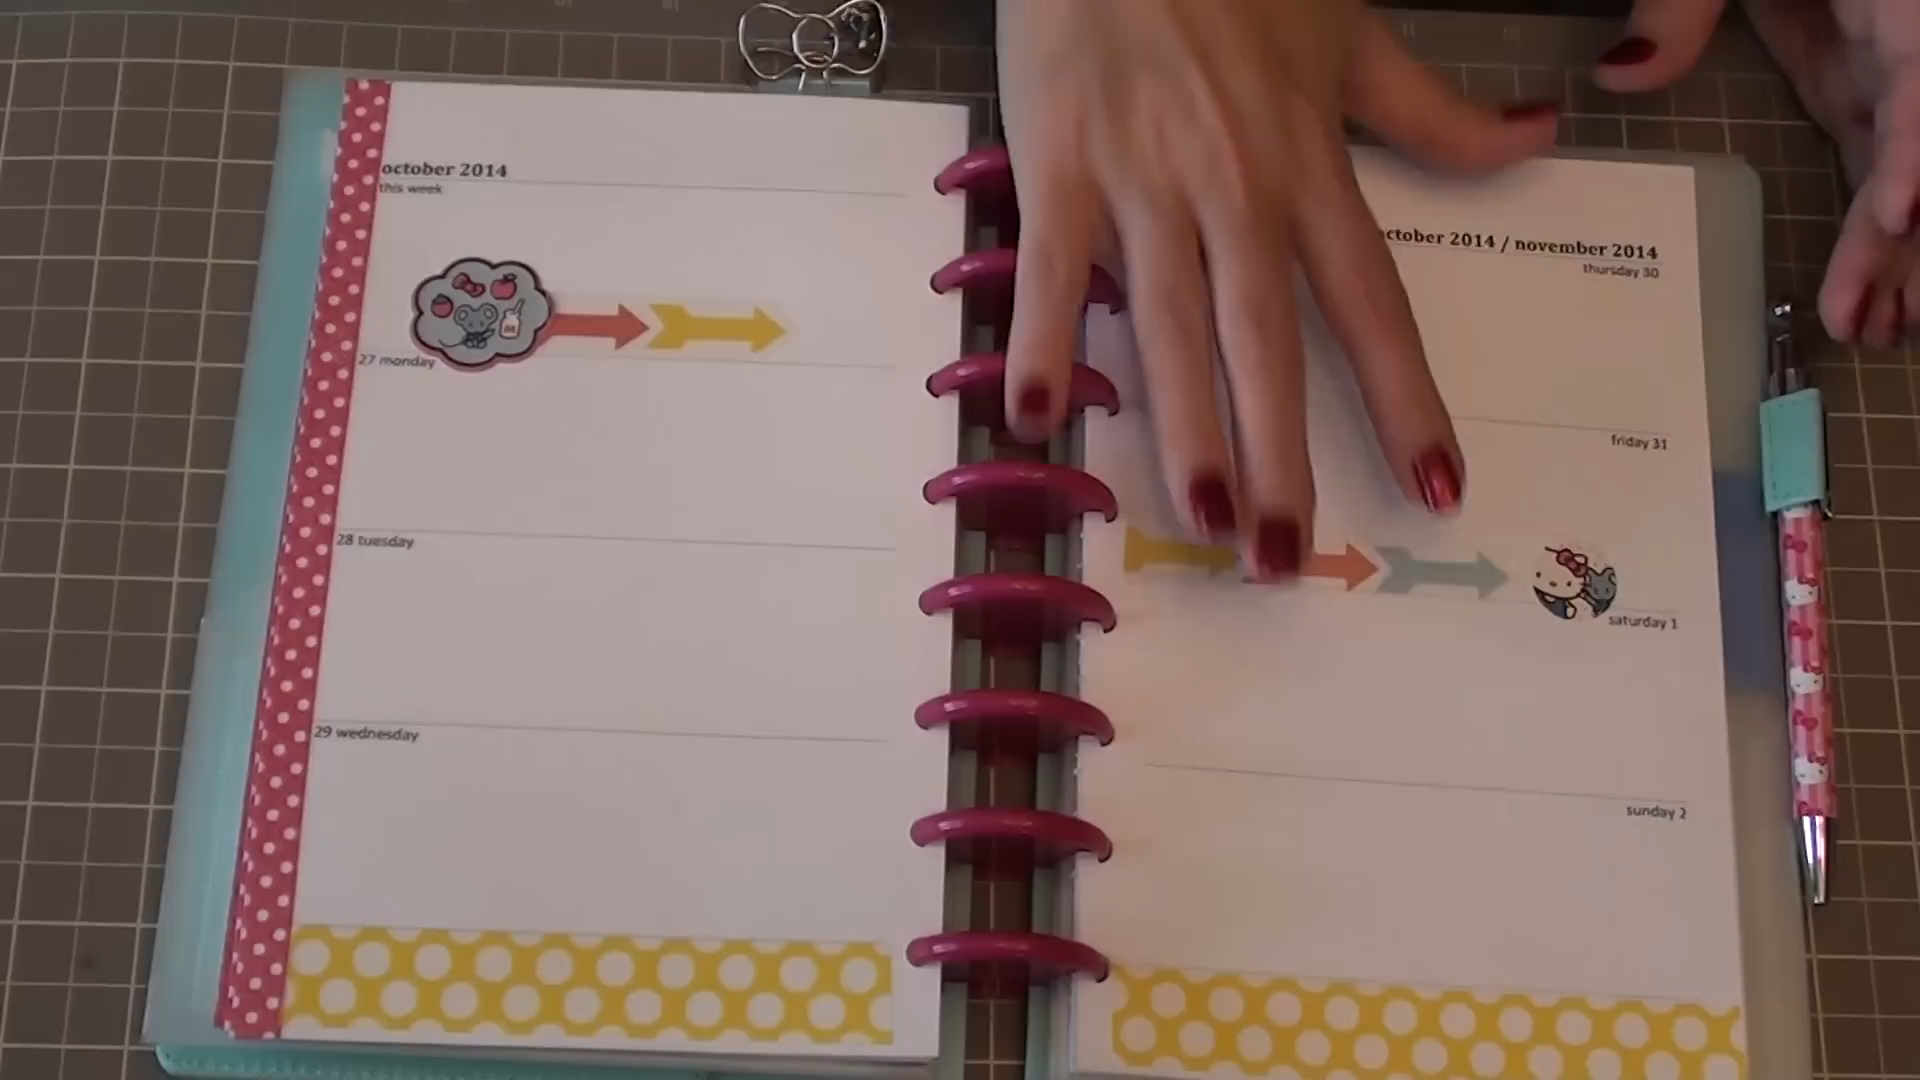 october 2014
this week
27 monday
28 tuesday
29 wednesday
october 2014 / november 2014
thursday 30
friday 31
saturday 1
sunday 2